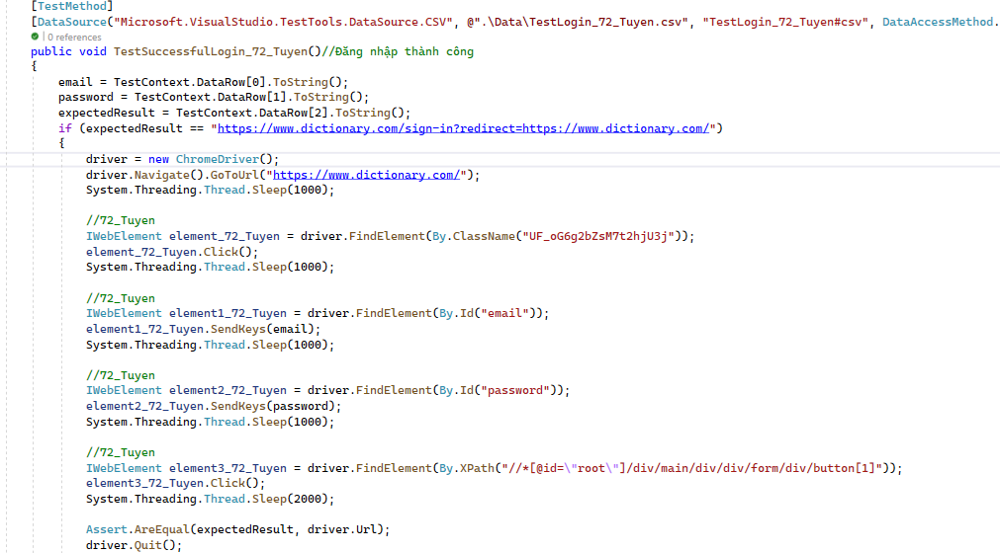 [TestMethod]
[DataSource("Microsoft.VisualStudio.TestTools.DataSource.CSV", @".\Data\TestLogin_72_Tuyen.csv", "TestLogin_72_Tuyen#csv", DataAccessMethod.
0 references
public void TestSuccessfulLogin_72_Tuyen()//Đăng nhập thành công
{
email = TestContext.DataRow[0].ToString();
password = TestContext.DataRow[1].ToString();
expectedResult = TestContext.DataRow[2].ToString();
if (expectedResult == "https://www.dictionary.com/sign-in?redirect=https://www.dictionary.com/")
{
driver = new ChromeDriver();
driver.Navigate().GoToUrl("https://www.dictionary.com/");
System.Threading.Thread.Sleep(1000);
//72_Tuyen
IWebElement element_72_Tuyen = driver.FindElement(By.ClassName("UF_oG6g2bZsM7t2hjU3j"));
element_72_Tuyen.Click();
System.Threading.Thread.Sleep(1000);
//72_Tuyen
IWebElement element1_72_Tuyen = driver.FindElement(By.Id("email"));
element1_72_Tuyen.SendKeys(email);
System.Threading.Thread.Sleep(1000);
//72_Tuyen
IWebElement element2_72_Tuyen = driver.FindElement(By.Id("password"));
element2_72_Tuyen.SendKeys(password);
System.Threading.Thread.Sleep(1000);
//72_Tuyen
IWebElement element3_72_Tuyen = driver.FindElement(By.XPath("//*[@id=\"root\"]/div/main/div/div/form/div/button[1]"));
element3_72_Tuyen.Click();
System.Threading.Thread.Sleep(2000);
Assert.AreEqual(expectedResult, driver.Url);
driver.Quit();